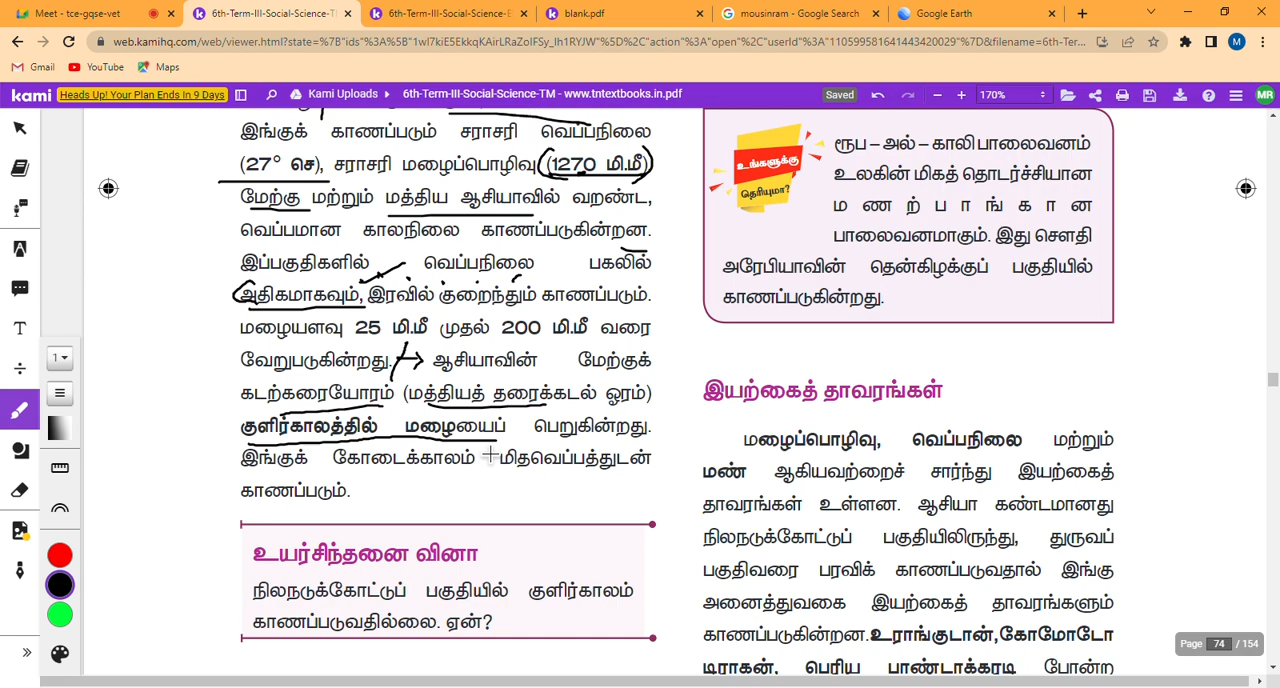 Meet - tce-gqse-vet
6th-Term-III-Social-Science-T
6th-Term-III-Social-Science-E
blank.pdf
mousinram - Google Search
Google Earth
web.kamihq.com/web/viewer.html?state=%7B"ids"%3A%5B"1wl7kiE5EkkqKAirLRaZoIFSy_Ih1RYJW"%5D%2C"action"%3A"open"%2C"userId"%3A"110599581641443420029"%7D&filename=6th-Ter...
Gmail YouTube Maps
kami Heads Up! Your Plan Ends In 9 Days Kami Uploads 6th-Term-III-Social-Science-TM - www.tntextbooks.in.pdf Saved 170% MR
இங்குக் காணப்படும் சராசரி வெப்பநிலை
(27° செ), சராசரி மழைப்பொழிவு (1270 மி.மீ)
மேற்கு மற்றும் மத்திய ஆசியாவில் வறண்ட,
வெப்பமான காலநிலை காணப்படுகின்றன.
இப்பகுதிகளில் வெப்பநிலை பகலில்
அதிகமாகவும், இரவில் குறைந்தும் காணப்படும்.
மழையளவு 25 மி.மீ முதல் 200 மி.மீ வரை
வேறுபடுகின்றது. ஆசியாவின் மேற்குக்
கடற்கரையோரம் (மத்தியத் தரைக்கடல் ஓரம்)
குளிர்காலத்தில் மழையைப் பெறுகின்றது.
இங்குக் கோடைக்காலம் மிதவெப்பத்துடன்
காணப்படும்.
உயர்சிந்தனை வினா
நிலநடுக்கோட்டுப் பகுதியில் குளிர்காலம்
காணப்படுவதில்லை. ஏன்?
உங்களுக்கு
தெரியுமா?
ரூப – அல் – காலி பாலைவனம்
உலகின் மிகத் தொடர்ச்சியான
ம ண ற் ப ா ங் க ா ன
பாலைவனமாகும். இது சௌதி
அரேபியாவின் தென்கிழக்குப் பகுதியில்
காணப்படுகின்றது.
இயற்கைத் தாவரங்கள்
மழைப்பொழிவு, வெப்பநிலை மற்றும்
மண் ஆகியவற்றைச் சார்ந்து இயற்கைத்
தாவரங்கள் உள்ளன. ஆசியா கண்டமானது
நிலநடுக்கோட்டுப் பகுதியிலிருந்து, துருவப்
பகுதிவரை பரவிக் காணப்படுவதால் இங்கு
அனைத்துவகை இயற்கைத் தாவரங்களும்
காணப்படுகின்றன.உராங்குடான்,கோமோடோ
டிராகன், பெரிய பாண்டாக்கரடி போன்ற
Page 74 / 154